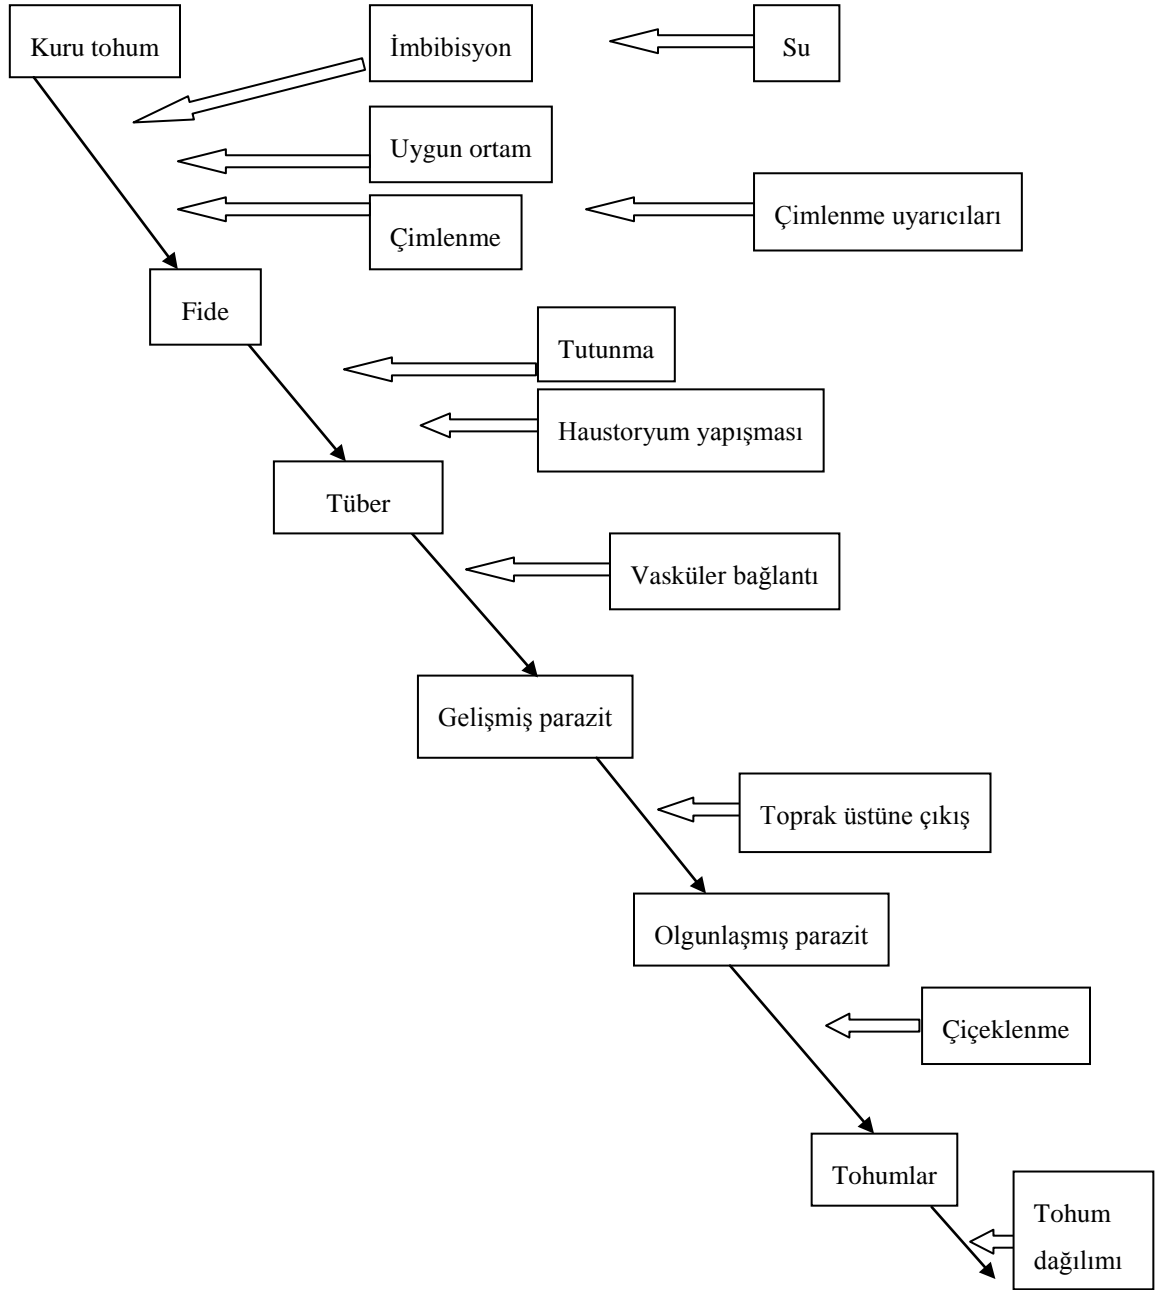 Kuru tohum
İmbibisyon
Su
Uygun ortam
Çimlenme
Çimlenme uyarıcıları
Fide
Tutunma
Haustoryum yapışması
Tüber
Vasküler bağlantı
Gelişmiş parazit
Toprak üstüne çıkış
Olgunlaşmış parazit
Çiçeklenme
Tohumlar
Tohum
dağılımı